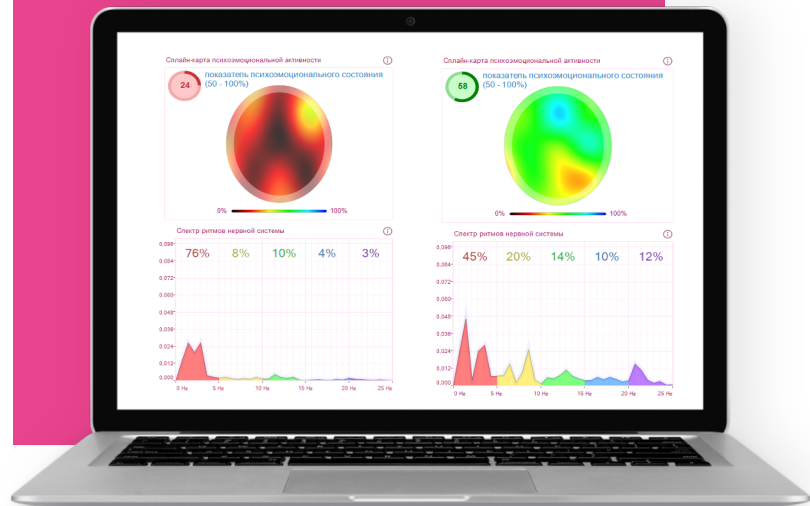 Сплайн-карта психоэмоциональной активности
24
показатель психоэмоционального состояния
(50 - 100%)
0%
100%
Спектр ритмов нервной системы
76% 8% 10% 4% 3%
0,096
0,084
0,072
0,060
0,048
0,036
0,024
0,012
0,000
0 Hz 5 Hz 10 Hz 15 Hz 20 Hz 25 Hz
Сплайн-карта психоэмоциональной активности
58
показатель психоэмоционального состояния
(50 - 100%)
0%
100%
Спектр ритмов нервной системы
45% 20% 14% 10% 12%
0,096
0,084
0,072
0,060
0,048
0,036
0,024
0,012
0,000
0 Hz 5 Hz 10 Hz 15 Hz 20 Hz 25 Hz